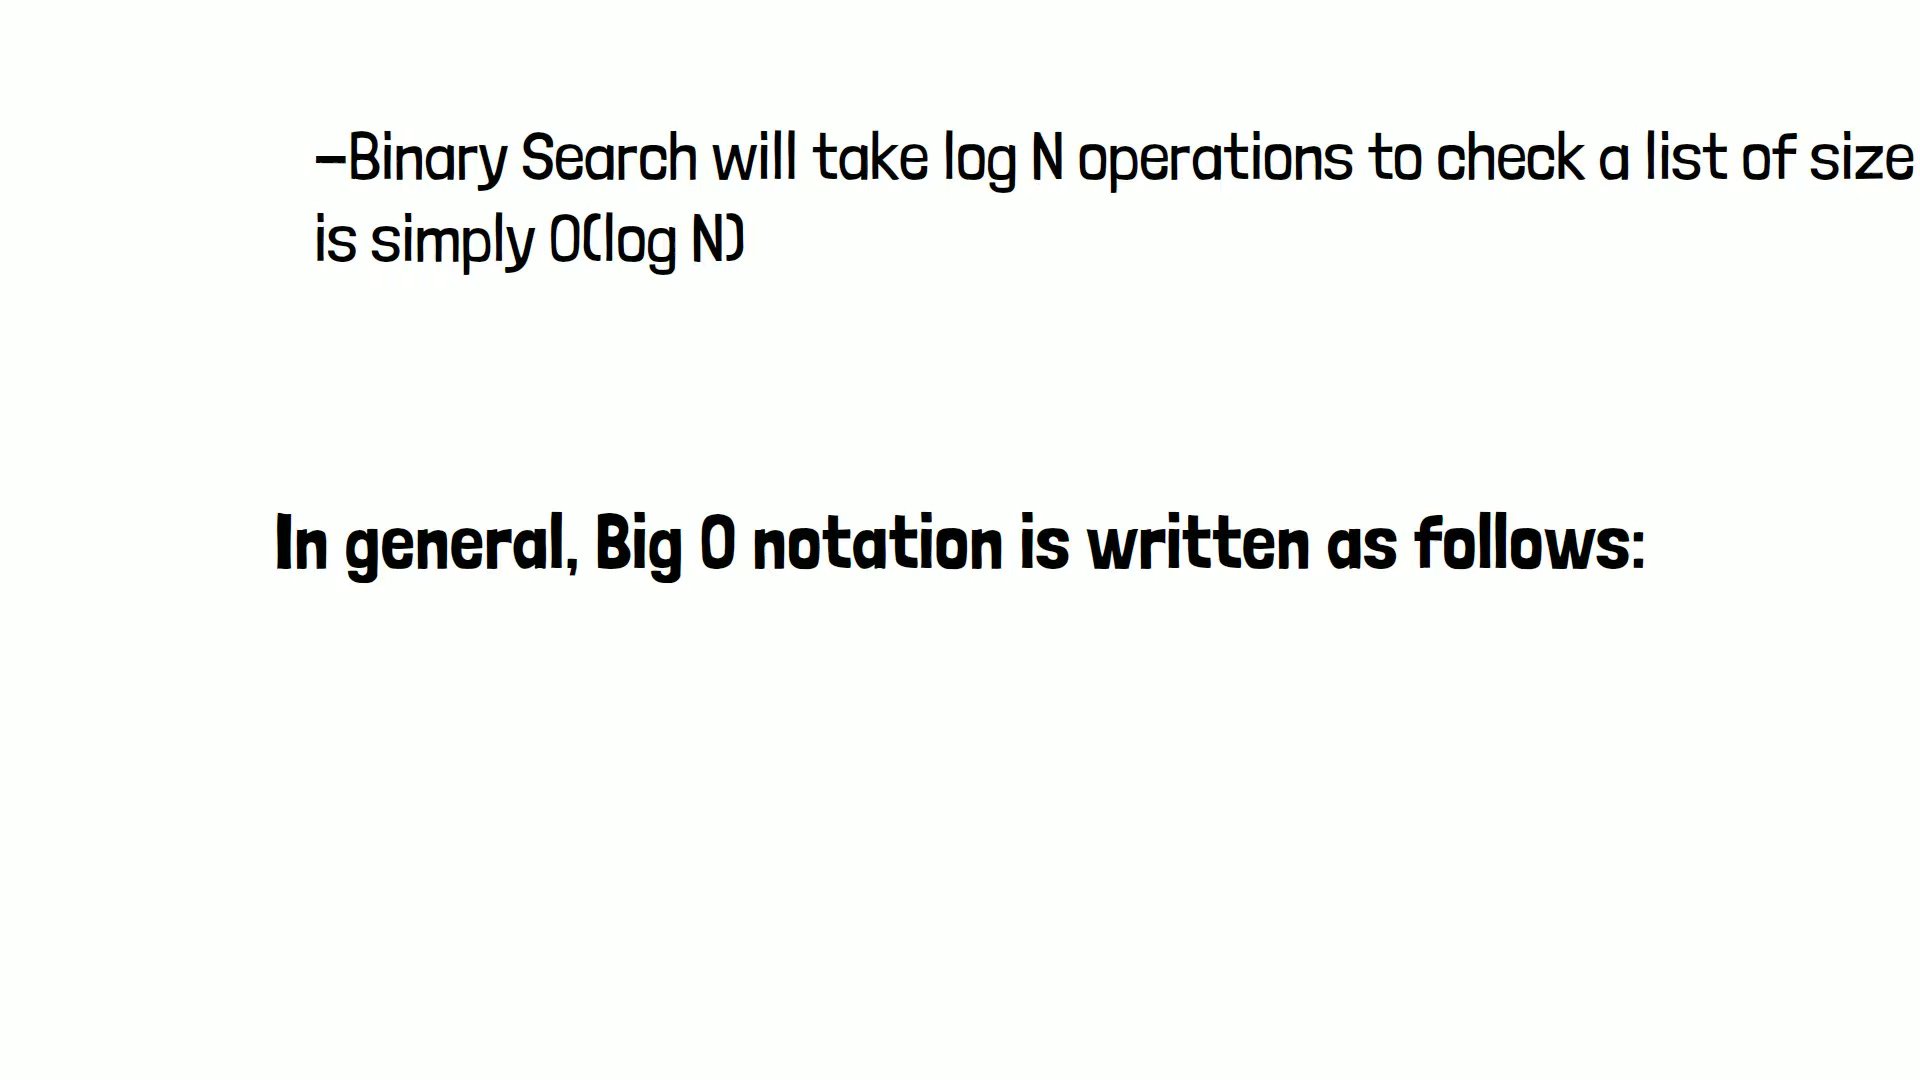 –Binary Search will take log N operations to check a list of size
is simply O(log N)
In general, Big O notation is written as follows: